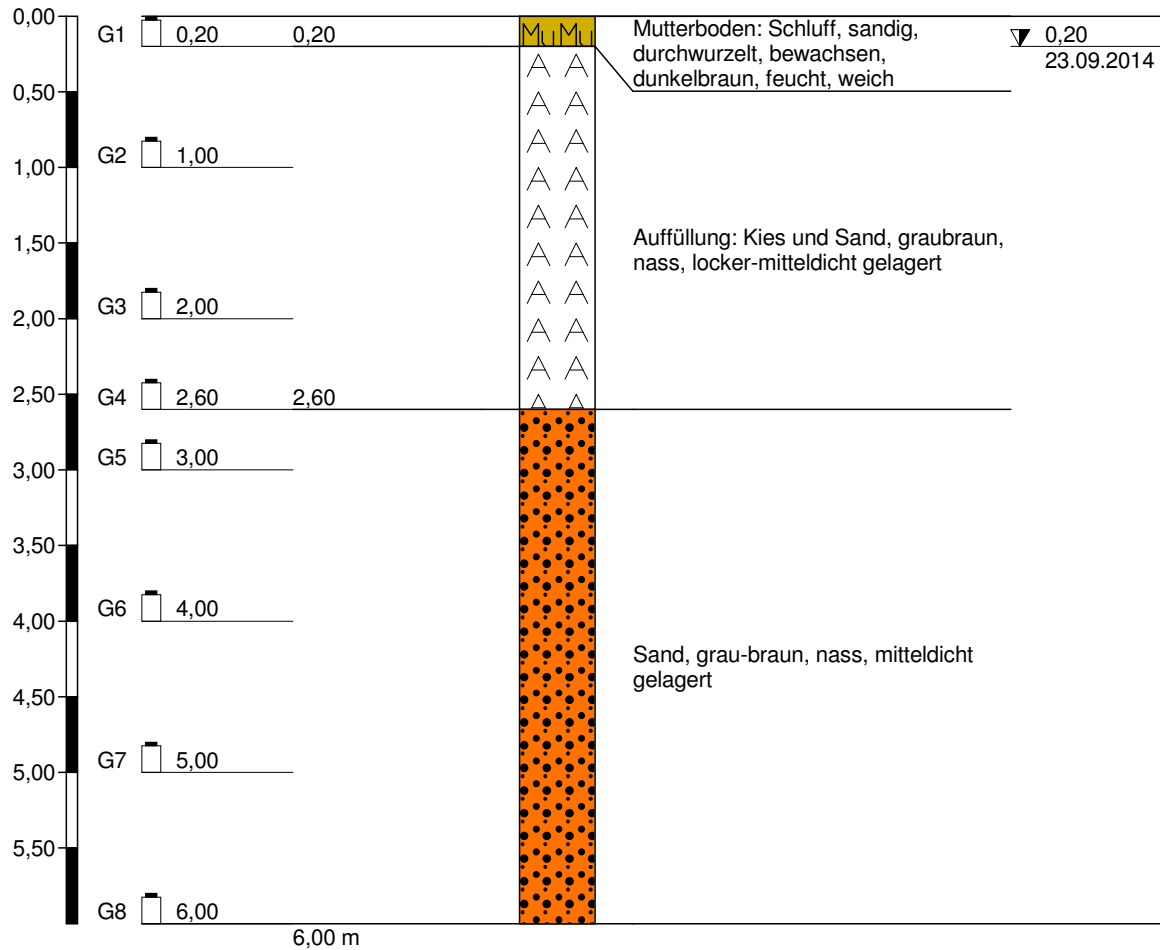 0,00
G1 0,20 0,20
MU MU
Mutterboden: Schluff, sandig,
durchwurzelt, bewachsen,
dunkelbraun, feucht, weich
0,20
23.09.2014
A A
A A
0,50
A A
A A
G2 1,00
1,00
A A
A A
1,50
A A
Auffüllung: Kies und Sand, graubraun,
nass, locker-mitteldicht gelagert
A A
G3 2,00
2,00
A A
A A
2,50
G4 2,60 2,60
A A
G5 3,00
3,00
3,50
G6 4,00
4,00
Sand, grau-braun, nass, mitteldicht
gelagert
4,50
G7 5,00
5,00
5,50
G8 6,00
6,00 m